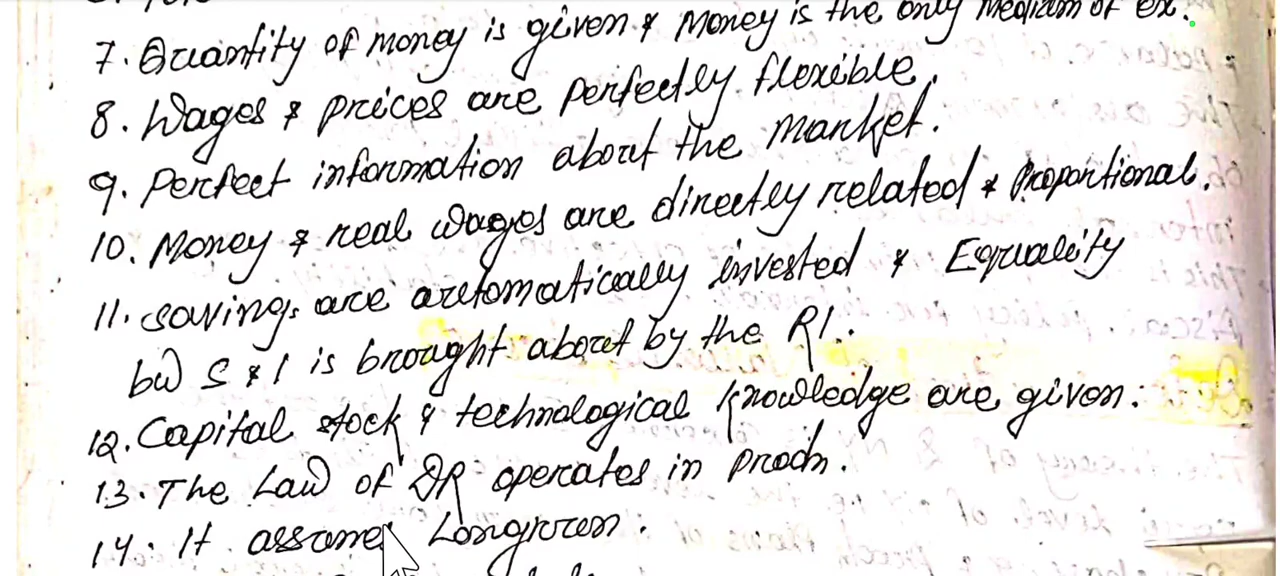 7. Quantity of money is given & Money is the only Medium of Ex.
8. Wages & prices are perfectly flexible.
9. Perfect information about the Market.
10. Money & real wages are directly related & Proportional.
11. Savings are automatically invested & Equality
bw S & I is brought about by the RI.
12. Capital stock & technological knowledge are given.
13. The Law of DR operates in prodn.
14. It assumes Longrun.